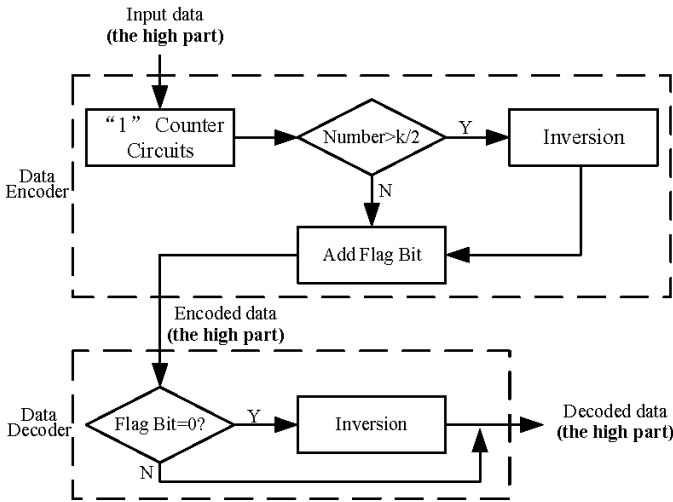 Input data
(the high part)
“1” Counter
Circuits
Number>k/2
Y
Inversion
N
Data
Encoder
Add Flag Bit
Encoded data
(the high part)
Data
Decoder
Flag Bit=0?
Y
Inversion
N
Decoded data
(the high part)